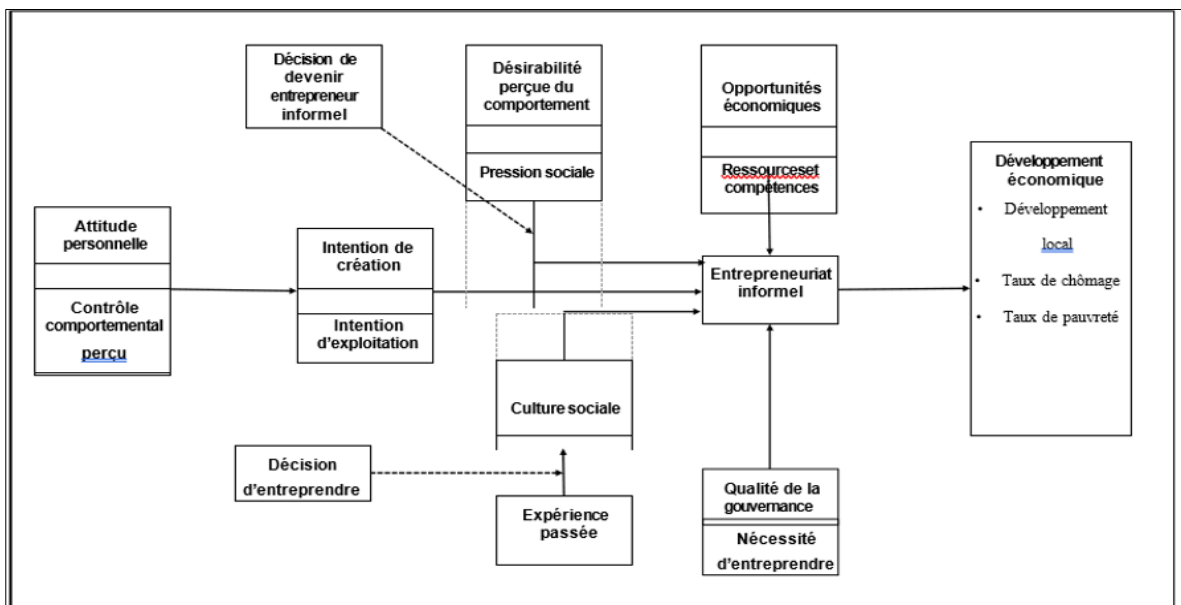 Décision de
devenir
entrepreneur
informel
Désirabilité
perçue du
comportement
Pression sociale
Opportunités
économiques
Ressourceset
compétences
Développement
économique
• Développement
local
• Taux de chômage
• Taux de pauvreté
Attitude
personnelle
Contrôle
comportemental
perçu
Intention de
création
Intention
d'exploitation
Entrepreneuriat
informel
Culture sociale
Décision
d'entreprendre
Expérience
passée
Qualité de la
gouvernance
Nécessité
d'entreprendre